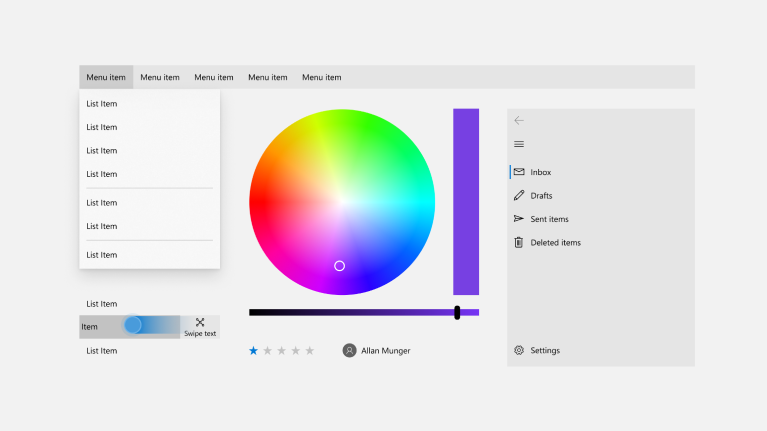 Menu item Menu item Menu item Menu item Menu item
List Item
List Item
List Item
List Item
List Item
List Item
List Item
List Item
Item
Swipe text
List Item
Allan Munger
Inbox
Drafts
Sent items
Deleted items
Settings